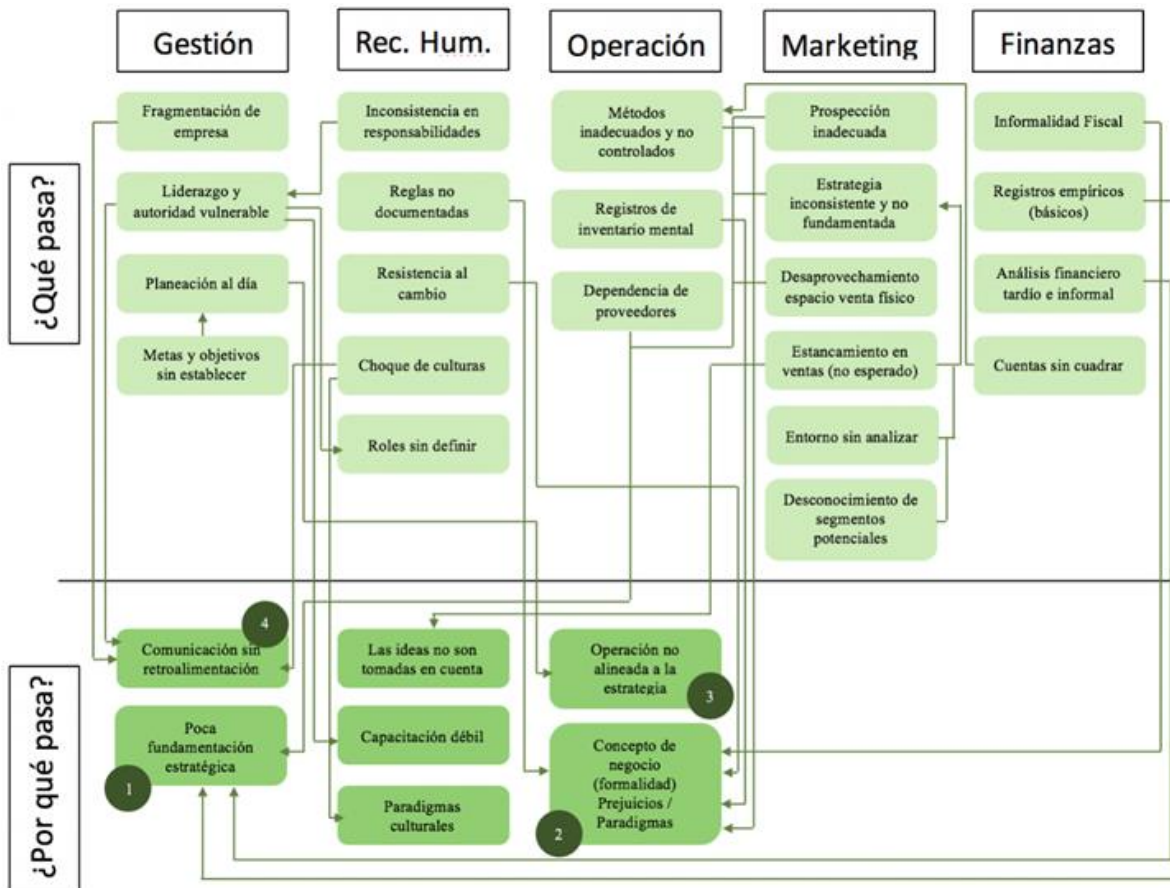 Gestión
Rec. Hum.
Operación
Marketing
Finanzas
¿Qué pasa?
Fragmentación de
empresa
Liderazgo y
autoridad vulnerable
Planeación al día
Metas y objetivos
sin establecer
Inconsistencia en
responsabilidades
Reglas no
documentadas
Resistencia al
cambio
Choque de culturas
Roles sin definir
Métodos
inadecuados y no
controlados
Registros de
inventario mental
Dependencia de
proveedores
Prospección
inadecuada
Estrategia
inconsistente y no
fundamentada
Desaprovechamiento
espacio venta físico
Estancamiento en
ventas (no esperado)
Entorno sin analizar
Desconocimiento de
segmentos
potenciales
Informalidad Fiscal
Registros empíricos
(básicos)
Análisis financiero
tardío e informal
Cuentas sin cuadrar
¿Por qué pasa?
4
Comunicación sin
retroalimentación
Poca
fundamentación
estratégica
1
Las ideas no son
tomadas en cuenta
Capacitación débil
Paradigmas
culturales
Operación no
alineada a la
estrategia
3
Concepto de
negocio
(formalidad)
Prejuicios /
Paradigmas
2